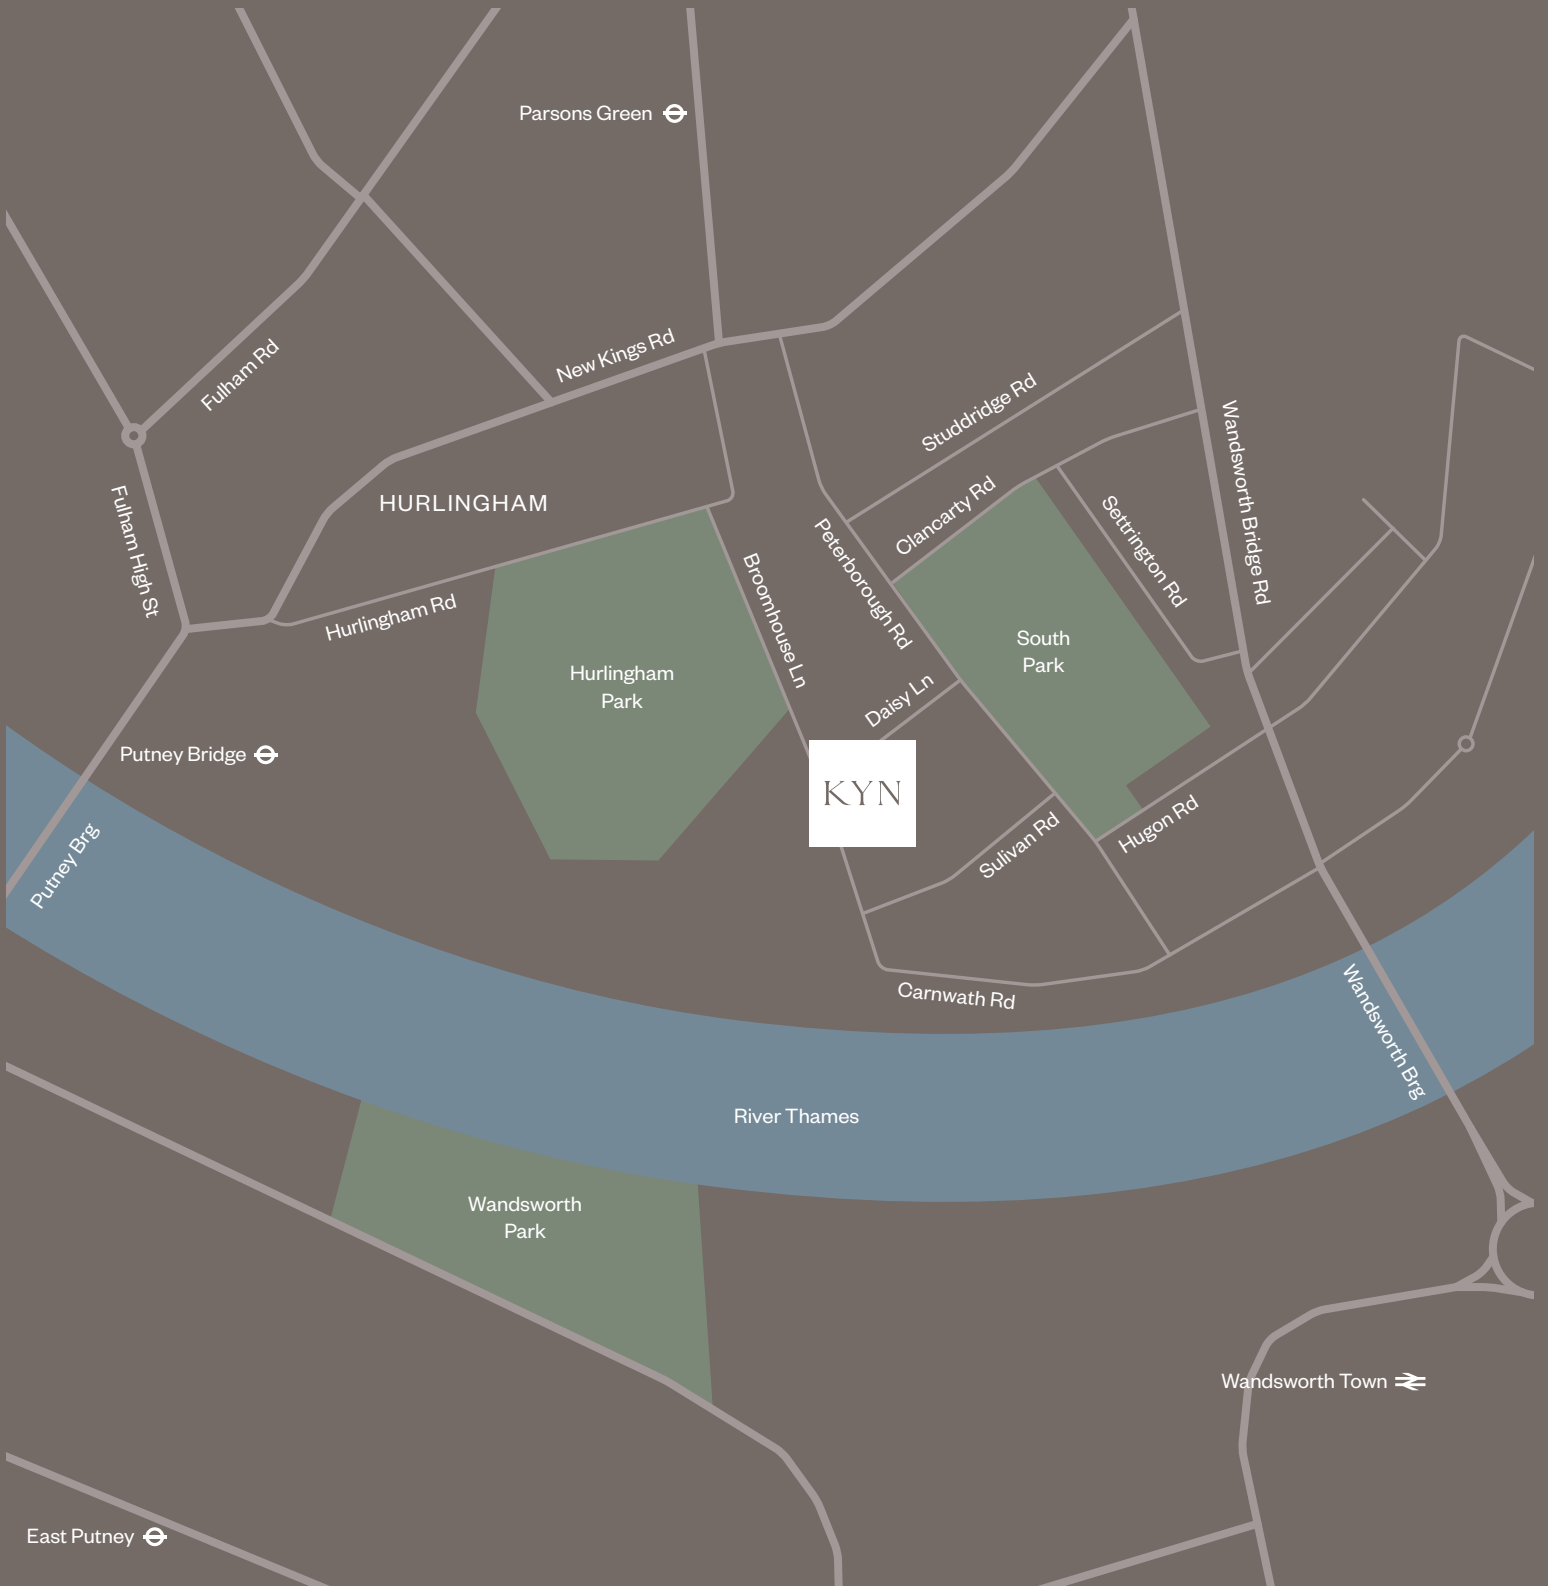 Parsons Green
New Kings Rd
Fulham Rd
Studdridge Rd
Wandsworth Bridge Rd
Fulham High St
HURLINGHAM
Clancarty Rd
Settrington Rd
Peterborough Rd
Broomhouse Ln
Hurlingham Rd
South
Park
Hurlingham
Park
Daisy Ln
Putney Bridge
KYN
Hugon Rd
Sulivan Rd
Putney Brg
Carnwath Rd
Wandsworth Brg
River Thames
Wandsworth
Park
Wandsworth Town
East Putney